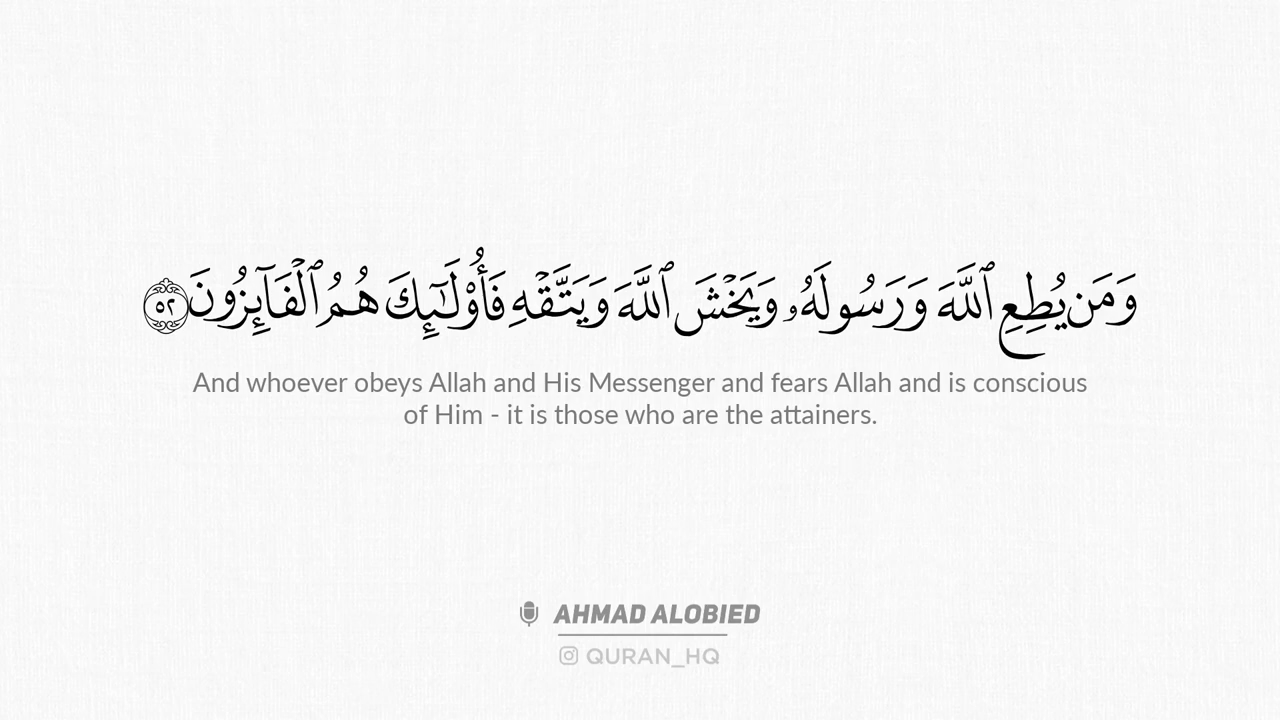 وَمَن يُطِعِ ٱللَّهَ وَرَسُولَهُۥ وَيَخْشَ ٱللَّهَ وَيَتَّقْهِ فَأُو۟لَـٰٓئِكَ هُمُ ٱلْفَآئِزُونَ ٥٢
And whoever obeys Allah and His Messenger and fears Allah and is conscious
of Him - it is those who are the attainers.
AHMAD ALOBIED
QURAN_HQ